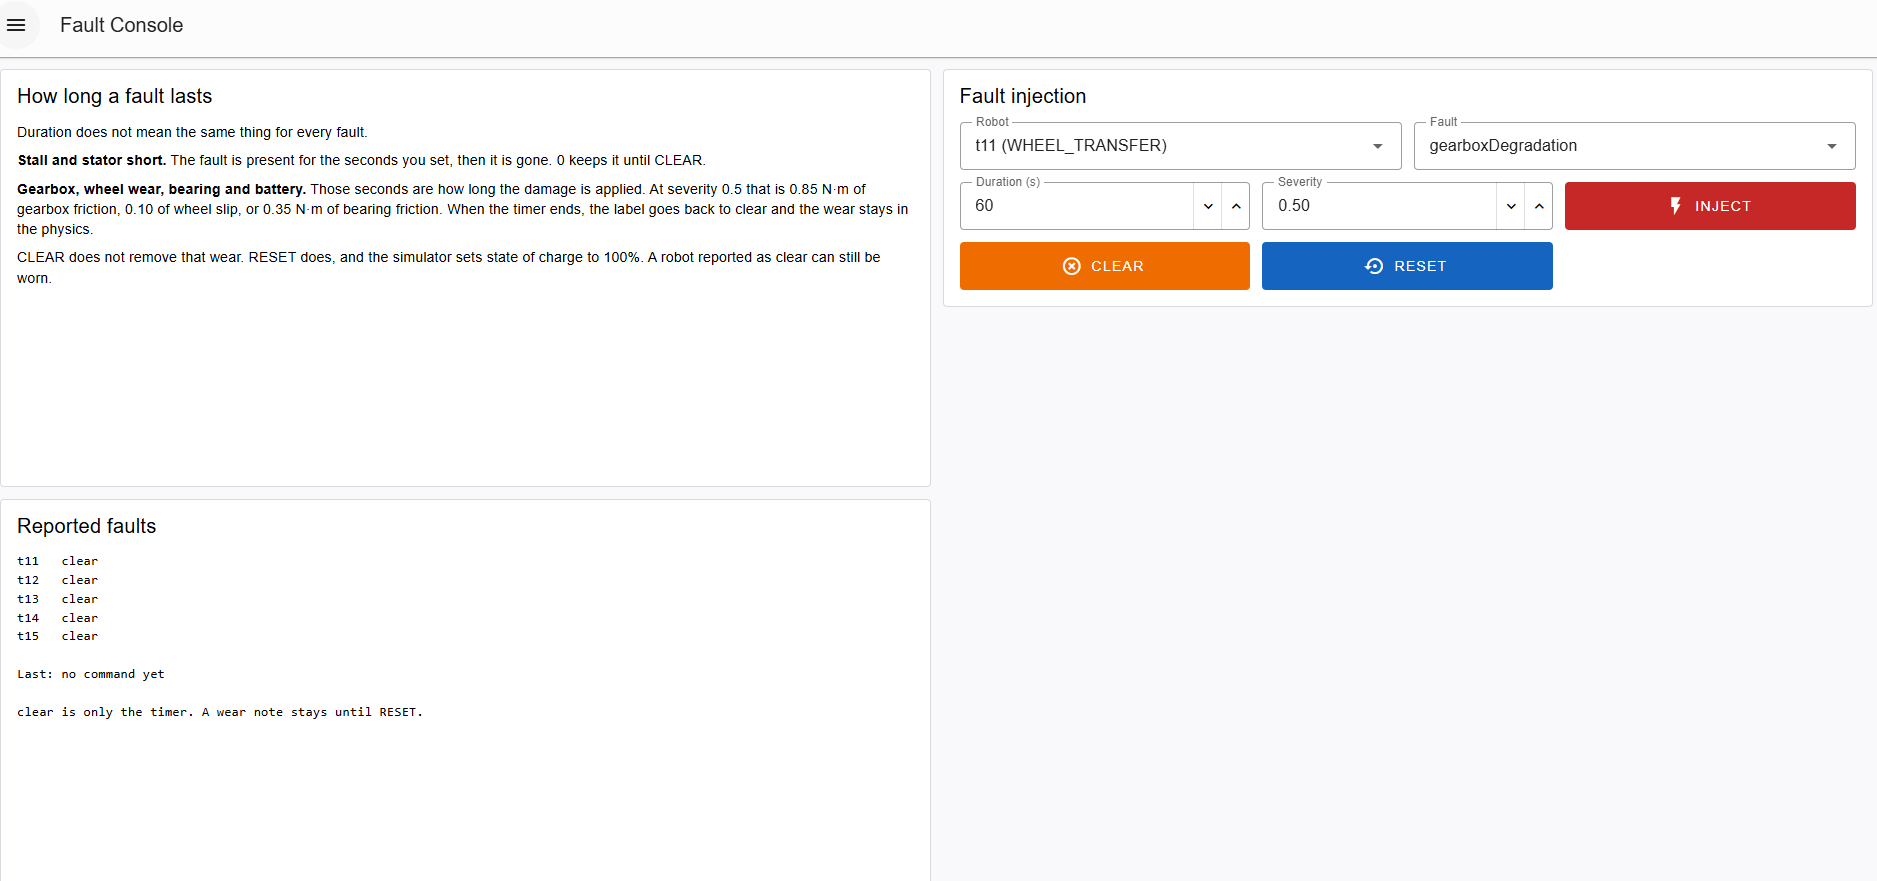 Fault Console
How long a fault lasts
Duration does not mean the same thing for every fault.
Stall and stator short. The fault is present for the seconds you set, then it is gone. 0 keeps it until CLEAR.
Gearbox, wheel wear, bearing and battery. Those seconds are how long the damage is applied. At severity 0.5 that is 0.85 N·m of
gearbox friction, 0.10 of wheel slip, or 0.35 N·m of bearing friction. When the timer ends, the label goes back to clear and the wear stays in
the physics.
CLEAR does not remove that wear. RESET does, and the simulator sets state of charge to 100%. A robot reported as clear can still be
worn.
Fault injection
Robot
t11 (WHEEL_TRANSFER)
Fault
gearboxDegradation
Duration (s)
60
Severity
0.50
INJECT
CLEAR
RESET
Reported faults
t11 clear
t12 clear
t13 clear
t14 clear
t15 clear
Last: no command yet
clear is only the timer. A wear note stays until RESET.